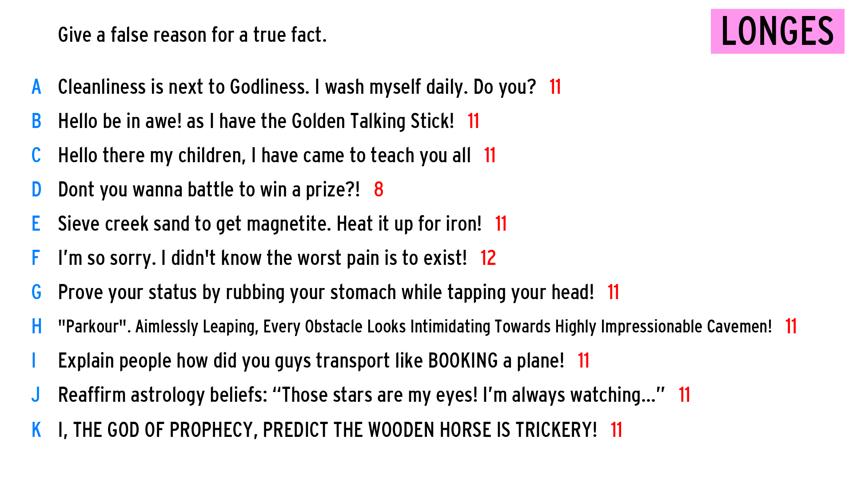 Give a false reason for a true fact.
LONGES
A Cleanliness is next to Godliness. I wash myself daily. Do you? 11
B Hello be in awe! as I have the Golden Talking Stick! 11
C Hello there my children, I have came to teach you all 11
D Dont you wanna battle to win a prize?! 8
E Sieve creek sand to get magnetite. Heat it up for iron! 11
F I'm so sorry. I didn't know the worst pain is to exist! 12
G Prove your status by rubbing your stomach while tapping your head! 11
H "Parkour". Aimlessly Leaping, Every Obstacle Looks Intimidating Towards Highly Impressionable Cavemen! 11
I Explain people how did you guys transport like BOOKING a plane! 11
J Reaffirm astrology beliefs: “Those stars are my eyes! I'm always watching...” 11
K I, THE GOD OF PROPHECY, PREDICT THE WOODEN HORSE IS TRICKERY! 11